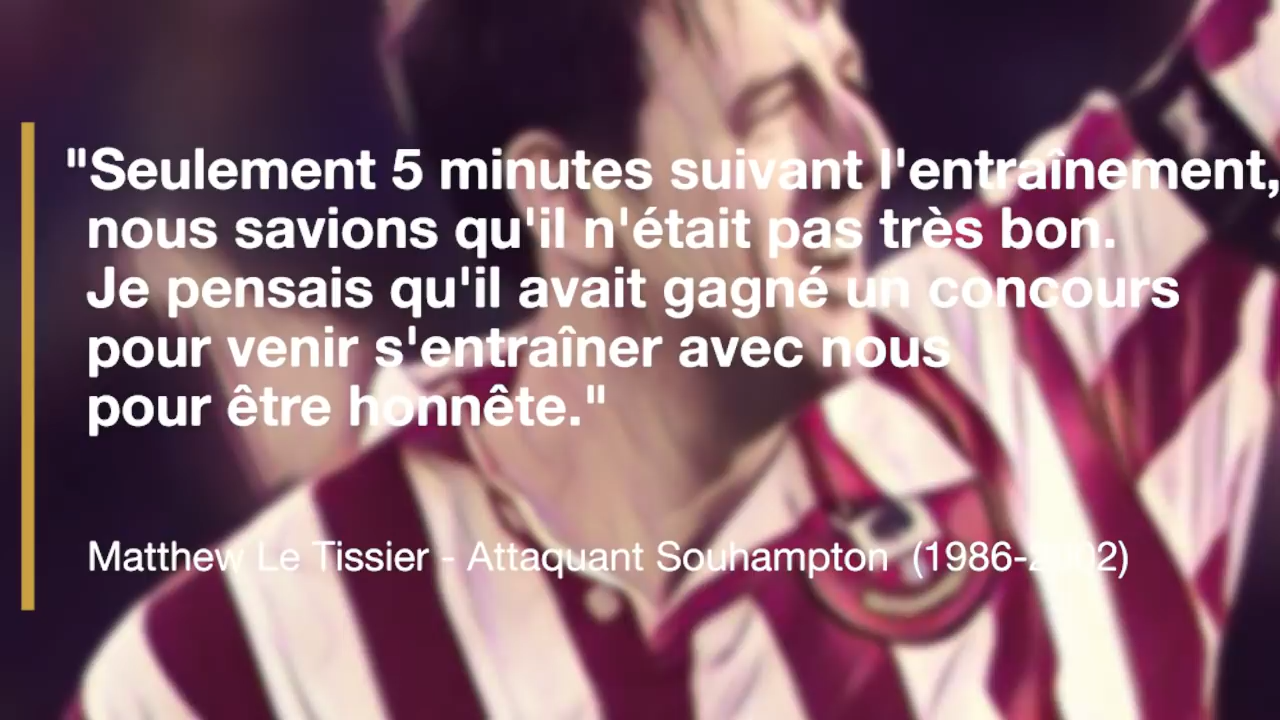 "Seulement 5 minutes suivant l'entraînement,
nous savions qu'il n'était pas très bon.
Je pensais qu'il avait gagné un concours
pour venir s'entraîner avec nous
pour être honnête."
Matthew Le Tissier - Attaquant Souhampton (1986-2002)